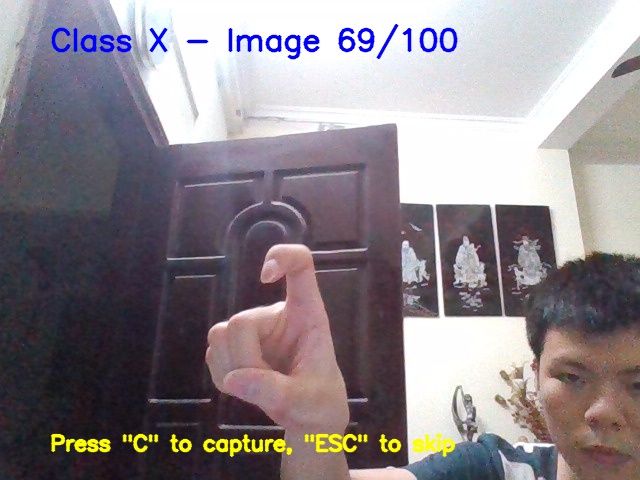 Class X - Image 69/100
Press "C" to capture, "ESC" to skip